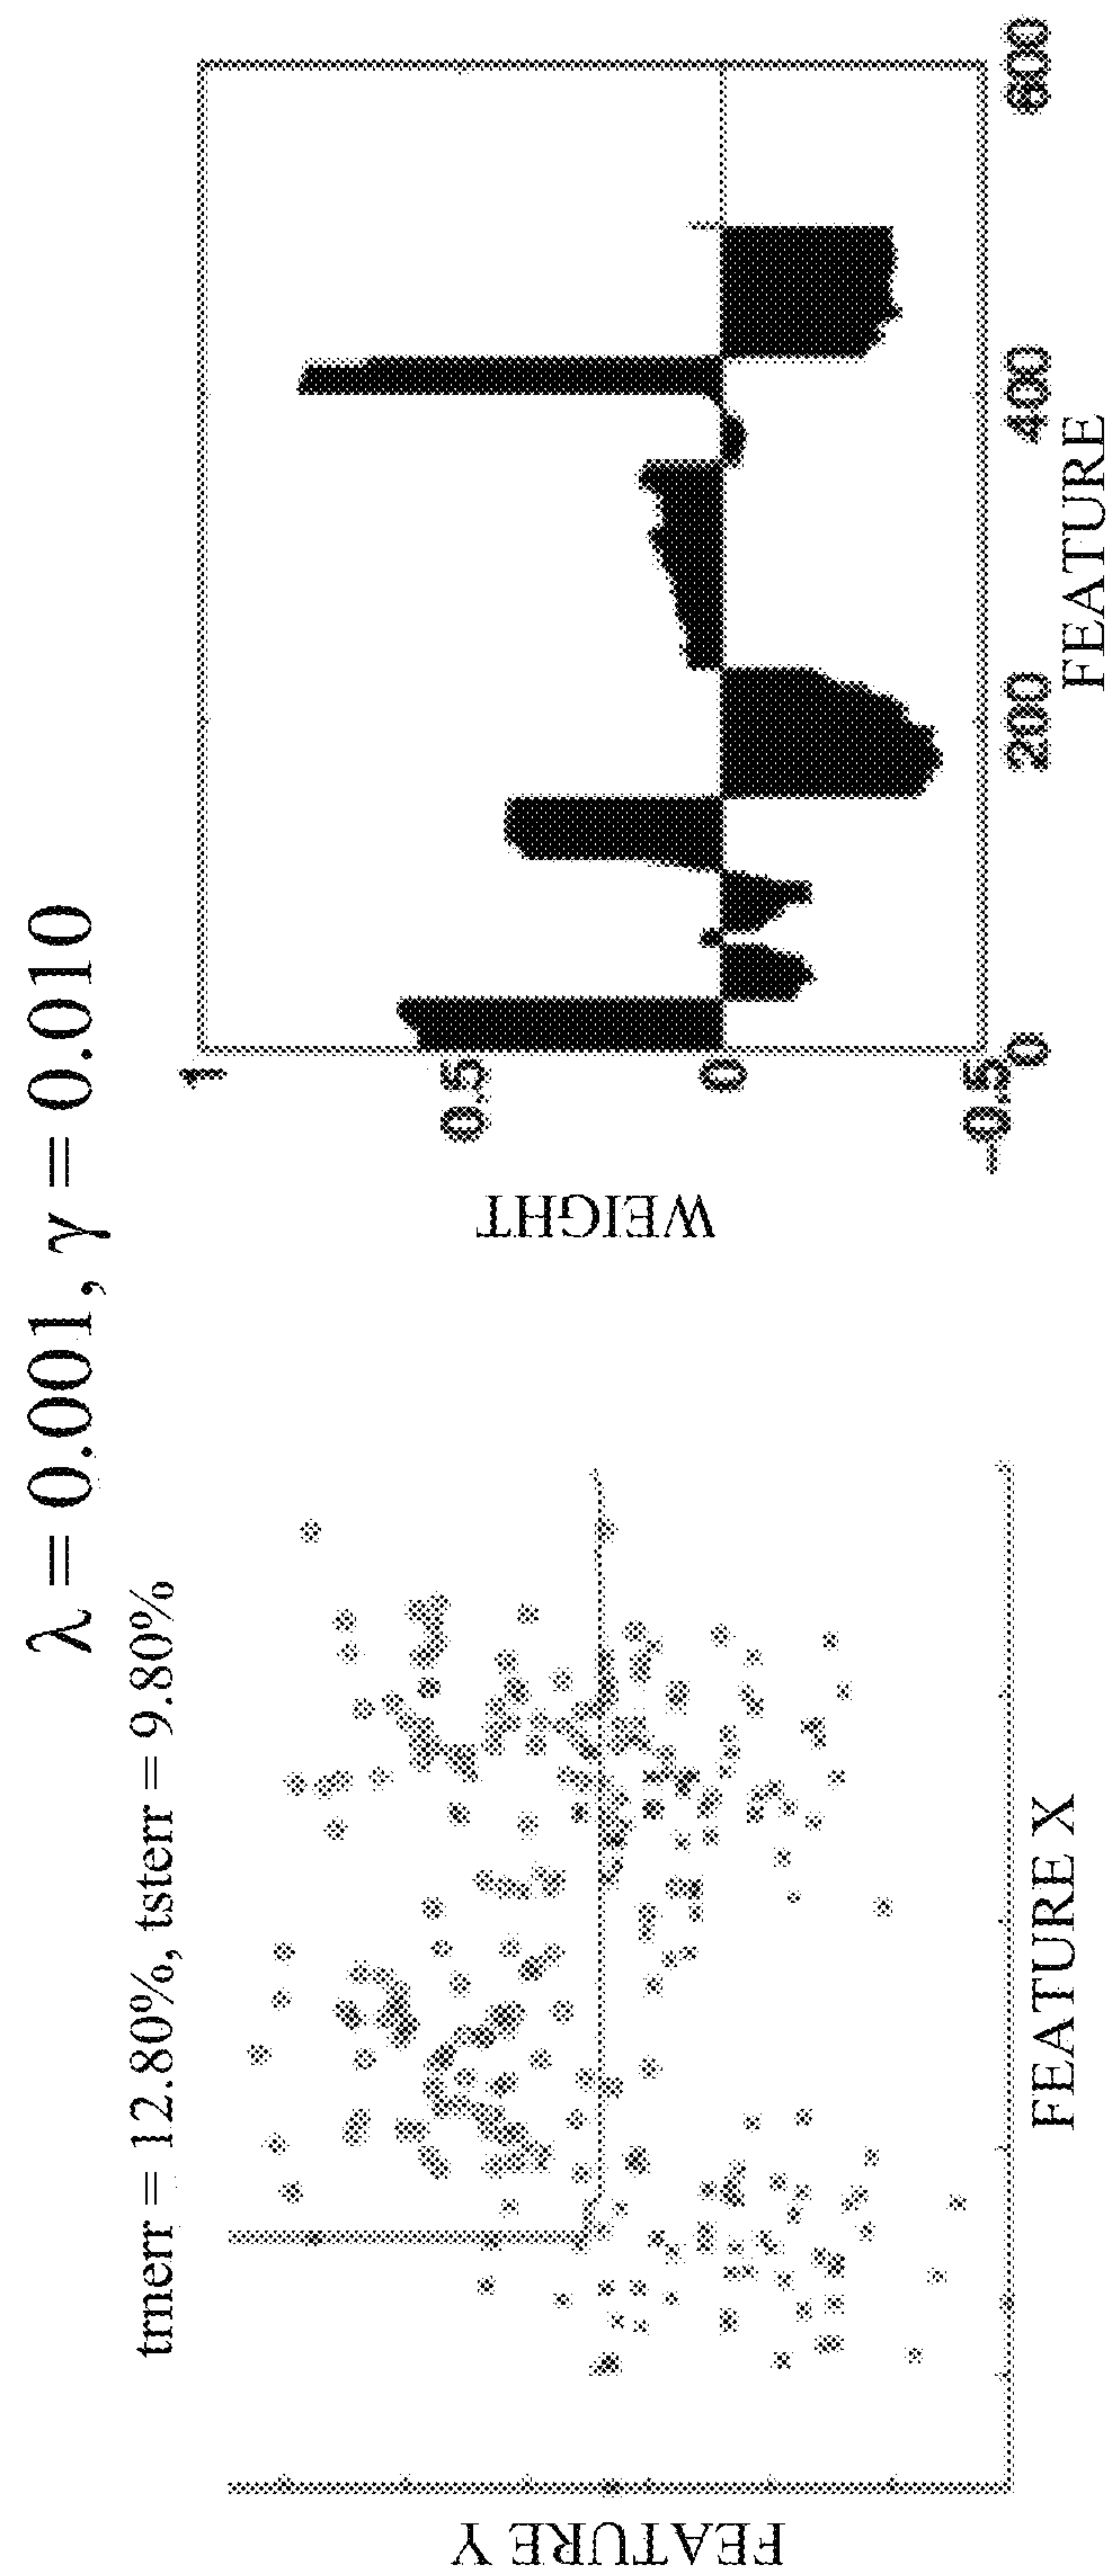 λ = 0.001, γ = 0.010
trnerr = 12.80%, tsterr = 9.80%
FEATURE Y
FEATURE X
WEIGHT
1
0.5
0
-0.5
0
200
400
600
FEATURE